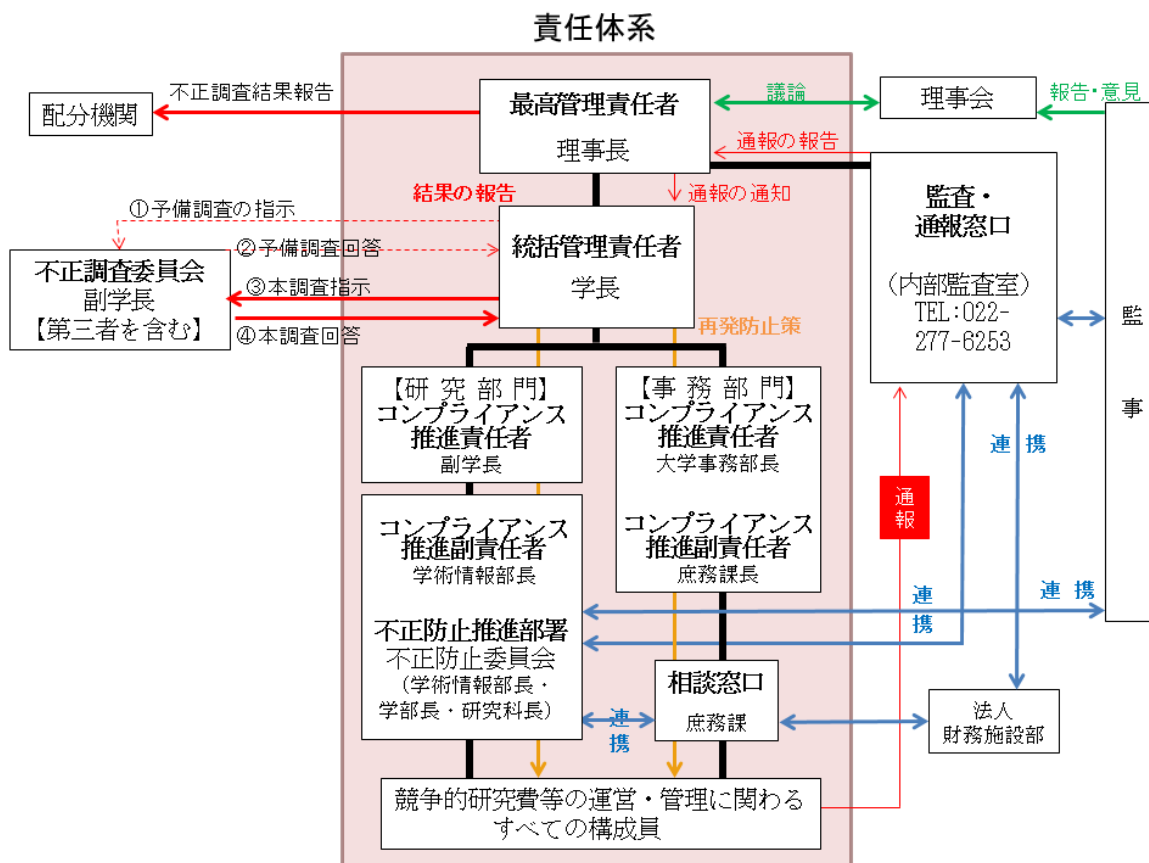 責任体系
不正調査結果報告
配分機関
最高管理責任者
理事長
議論
理事会
報告・意見
通報の報告
結果の報告
通報の通知
①予備調査の指示
②予備調査回答
③本調査指示
④本調査回答
不正調査委員会
副学長
【第三者を含む】
統括管理責任者
学長
監査・
通報窓口
(内部監査室)
TEL:022-
277-6253
監
事
再発防止策
【研 究 部 門】
コンプライアンス
推進責任者
副学長
【事 務 部 門】
コンプライアンス
推進責任者
大学事務部長
コンプライアンス
推進副責任者
庶務課長
コンプライアンス
推進副責任者
学術情報部長
不正防止推進部署
不正防止委員会
(学術情報部長・
学部長・研究科長)
連 携
通
報
連
携
連 携
相談窓口
庶務課
連
携
法人
財務施設部
競争的研究費等の運営・管理に関わる
すべての構成員